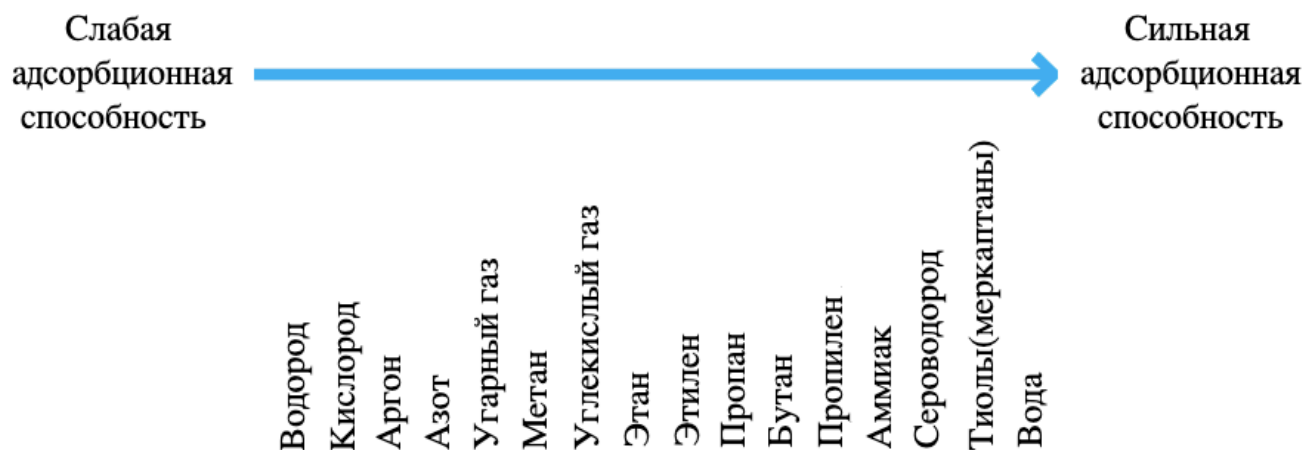 Слабая
адсорбционная
способность
Сильная
адсорбционная
способность
Водород
Кислород
Аргон
Азот
Угарный газ
Метан
Углекислый газ
Этан
Этилен
Пропан
Бутан
Пропилен
Аммиак
Сероводород
Тиолы(меркаптаны)
Вода